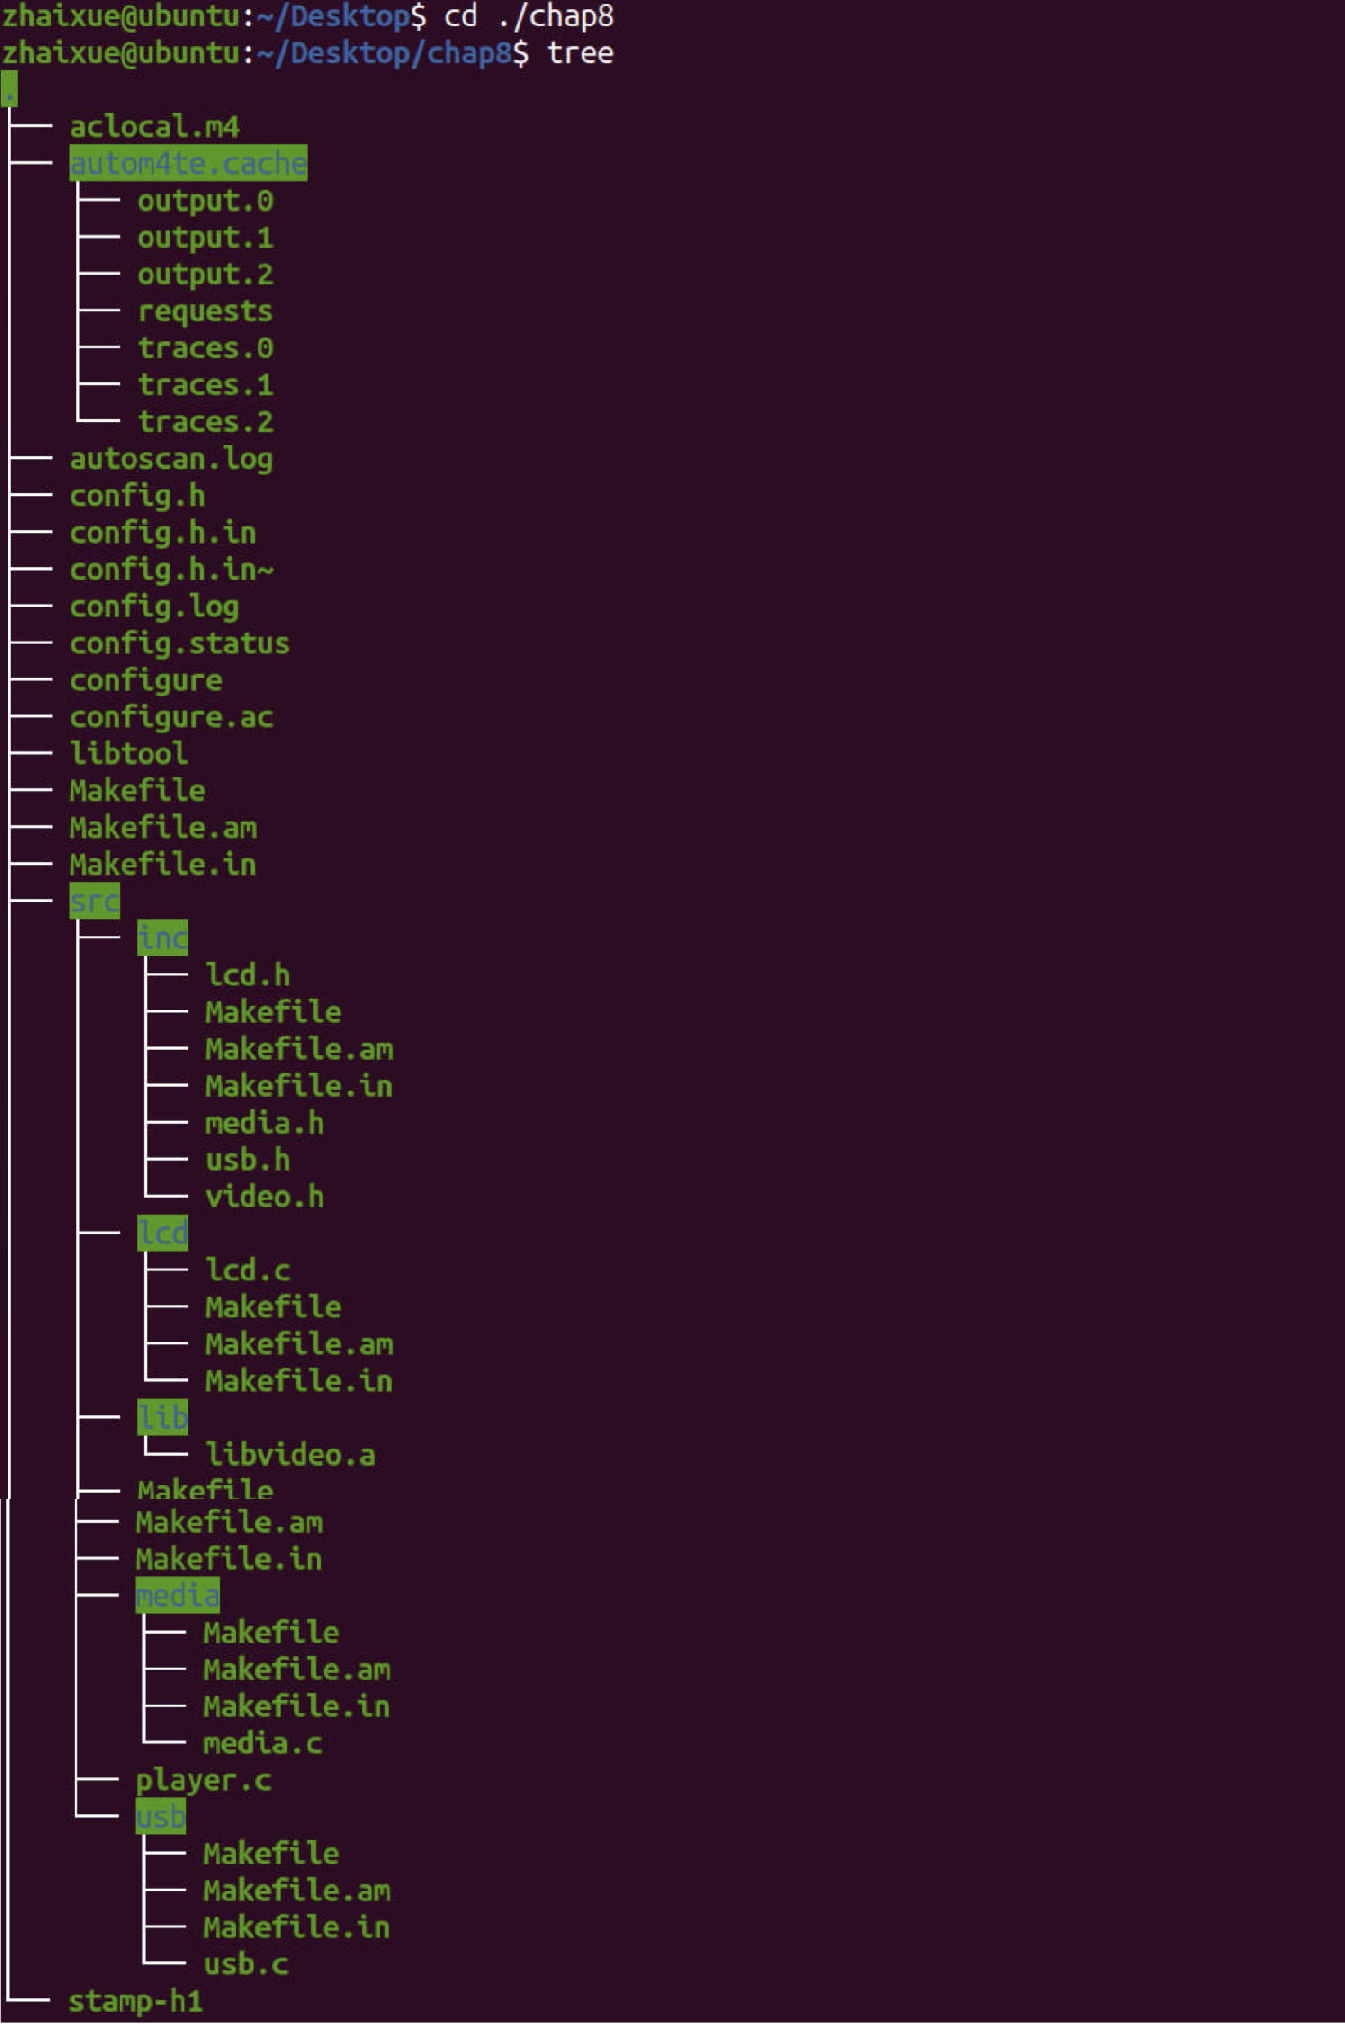 zhaixue@ubuntu:~/Desktop$ cd ./chap8
zhaixue@ubuntu:~/Desktop/chap8$ tree
.
├── aclocal.m4
├── autom4te.cache
│   ├── output.0
│   ├── output.1
│   ├── output.2
│   ├── requests
│   ├── traces.0
│   ├── traces.1
│   └── traces.2
├── autoscan.log
├── config.h
├── config.h.in
├── config.h.in~
├── config.log
├── config.status
├── configure
├── configure.ac
├── libtool
├── Makefile
├── Makefile.am
├── Makefile.in
├── src
│   ├── inc
│   │   ├── lcd.h
│   │   ├── Makefile
│   │   ├── Makefile.am
│   │   ├── Makefile.in
│   │   ├── media.h
│   │   ├── usb.h
│   │   └── video.h
│   ├── lcd
│   │   ├── lcd.c
│   │   ├── Makefile
│   │   ├── Makefile.am
│   │   └── Makefile.in
│   ├── lib
│   │   └── libvideo.a
│   ├── Makefile
│   ├── Makefile.am
│   ├── Makefile.in
│   ├── media
│   │   ├── Makefile
│   │   ├── Makefile.am
│   │   ├── Makefile.in
│   │   └── media.c
│   ├── player.c
│   └── usb
│       ├── Makefile
│       ├── Makefile.am
│       ├── Makefile.in
│       └── usb.c
└── stamp-h1